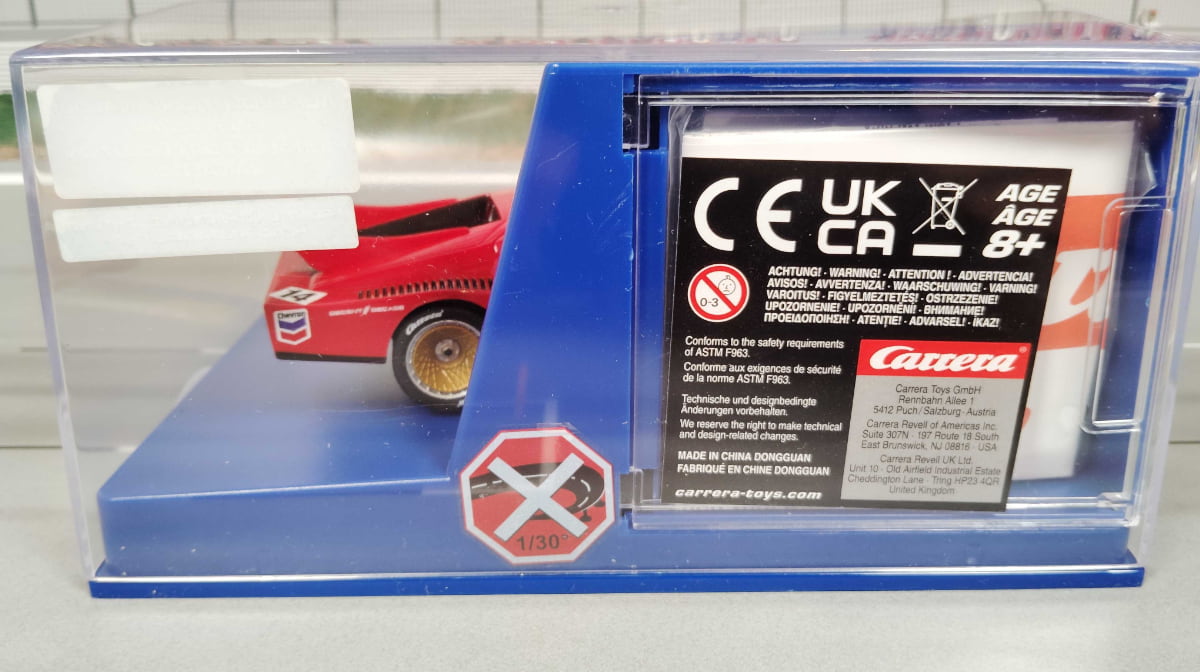 CE
UK
CA
AGE
ÂGE
8+
0-3
ACHTUNG! · WARNING! · ATTENTION ! · ADVERTENCIA!
AVISOS! · AVVERTENZA! · WAARSCHUWING! · VARNING!
VAROITUS! · FIGYELMEZTETÉS! · OSTRZEZENIE!
UPOZORNENIE! · UPOZORNĚNÍ! · ВНИМАНИЕ!
ΠΡΟΕΙΔΟΠΟΙΗΣΗ! · ATENŢIE! · ADVARSEL! · İKAZ!
Conforms to the safety requirements
of ASTM F963.
Conforme aux exigences de sécurité
de la norme ASTM F963.
Technische und designbedingte
Änderungen vorbehalten.
We reserve the right to make technical
and design-related changes.
MADE IN CHINA DONGGUAN
FABRIQUÉ EN CHINE DONGGUAN
carrera-toys.com
Carrera®
Carrera Toys GmbH
Rennbahn Allee 1
5412 Puch/Salzburg · Austria
Carrera Revell of Americas Inc.
Suite 307N · 197 Route 18 South
East Brunswick, NJ 08816 · USA
Carrera Revell UK Ltd.
Unit 10 · Old Airfield Industrial Estate
Cheddington Lane · Tring HP23 4QR
United Kingdom
14
Chevron
Carrera
1/30°